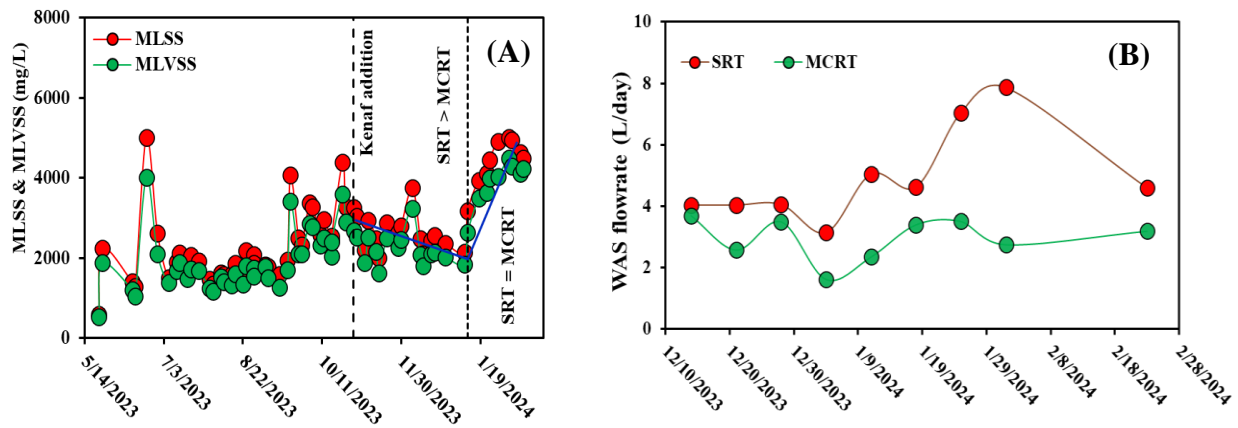 MLSS & MLVSS (mg/L)
8000
6000
4000
2000
0
MLSS
MLVSS
(A)
Kenaf addition
SRT > MCRT
SRT = MCRT
5/14/2023
7/3/2023
8/22/2023
10/11/2023
11/30/2023
1/19/2024
WAS flowrate (L/day)
10
8
6
4
2
0
SRT
MCRT
(B)
12/10/2023
12/20/2023
12/30/2023
1/9/2024
1/19/2024
1/29/2024
2/8/2024
2/18/2024
2/28/2024